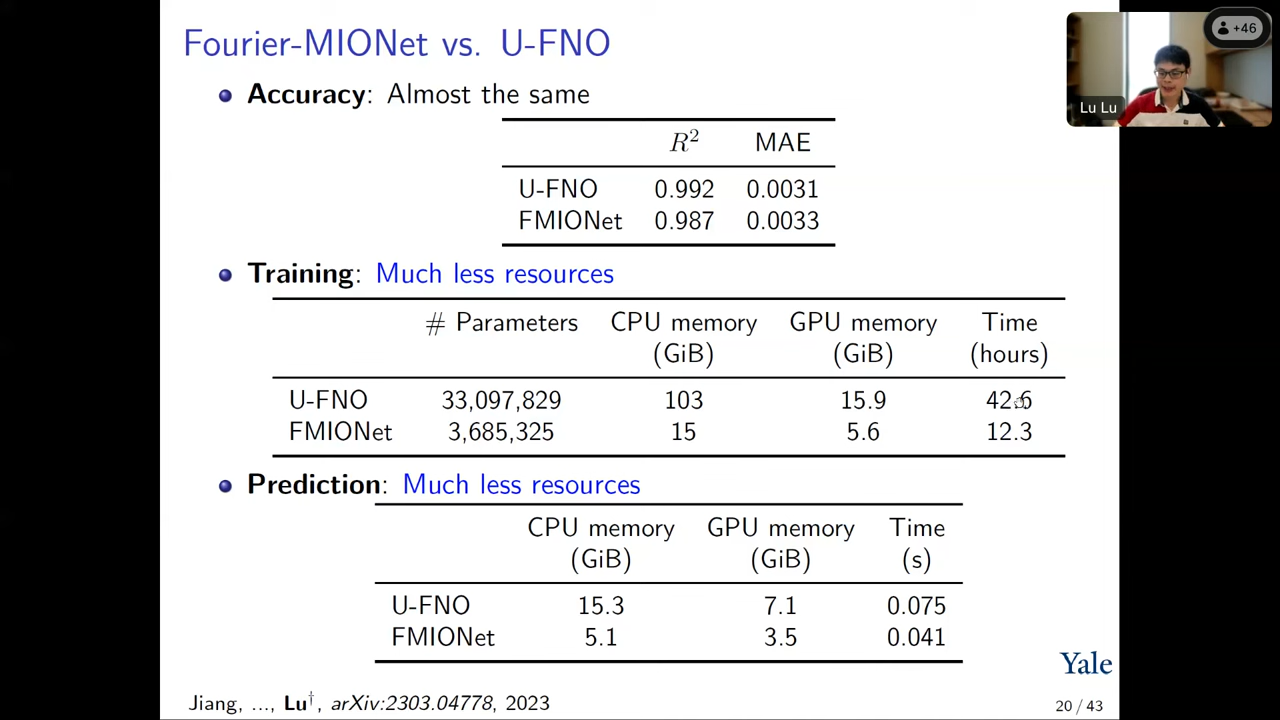 Fourier-MIONet vs. U-FNO
+46
Lu Lu
Accuracy: Almost the same
R² MAE
U-FNO 0.992 0.0031
FMIONet 0.987 0.0033
Training: Much less resources
# Parameters CPU memory GPU memory Time
(GiB) (GiB) (hours)
U-FNO 33,097,829 103 15.9 42.6
FMIONet 3,685,325 15 5.6 12.3
Prediction: Much less resources
CPU memory GPU memory Time
(GiB) (GiB) (s)
U-FNO 15.3 7.1 0.075
FMIONet 5.1 3.5 0.041
Yale
Jiang, ..., Lu†, arXiv:2303.04778, 2023
20 / 43